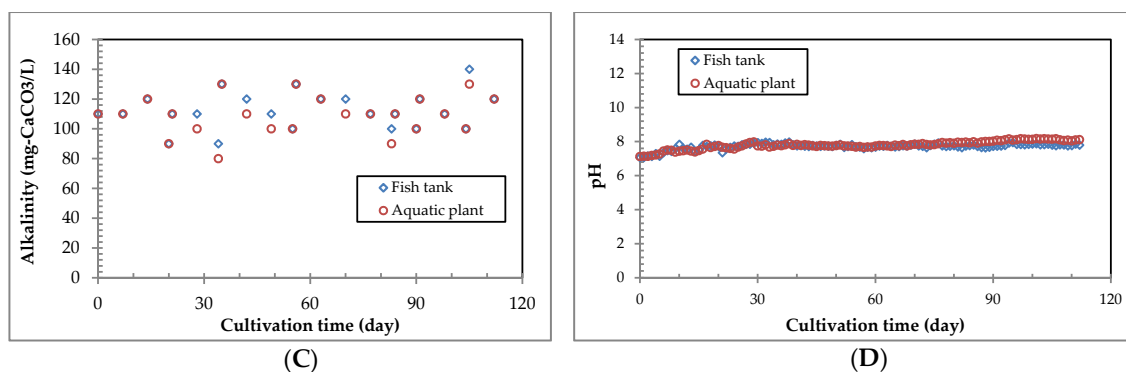 160
140
120
100
80
60
40
20
0
Alkalinity (mg-CaCO3/L)
Fish tank
Aquatic plant
0 30 60 90 120
Cultivation time (day)
(C)
14
12
10
8
6
4
2
0
pH
Fish tank
Aquatic plant
0 30 60 90 120
Cultivation time (day)
(D)